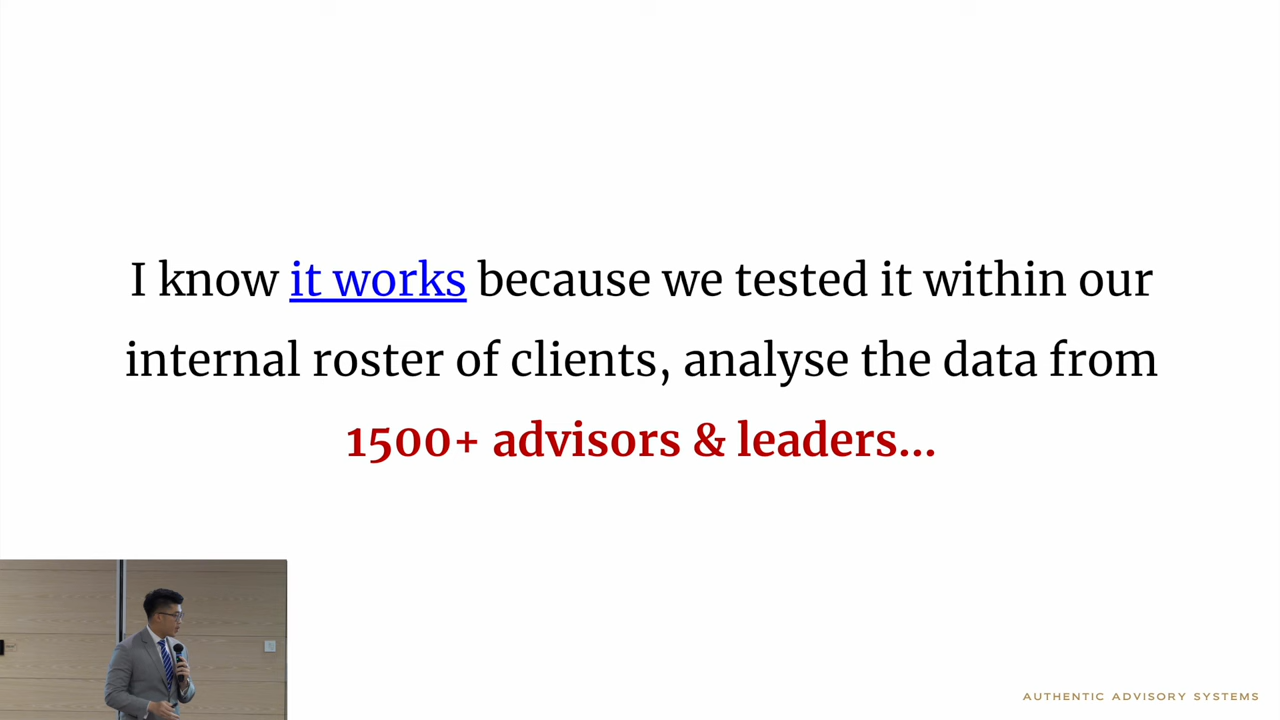 I know it works because we tested it within our
internal roster of clients, analyse the data from
1500+ advisors & leaders...
AUTHENTIC ADVISORY SYSTEMS